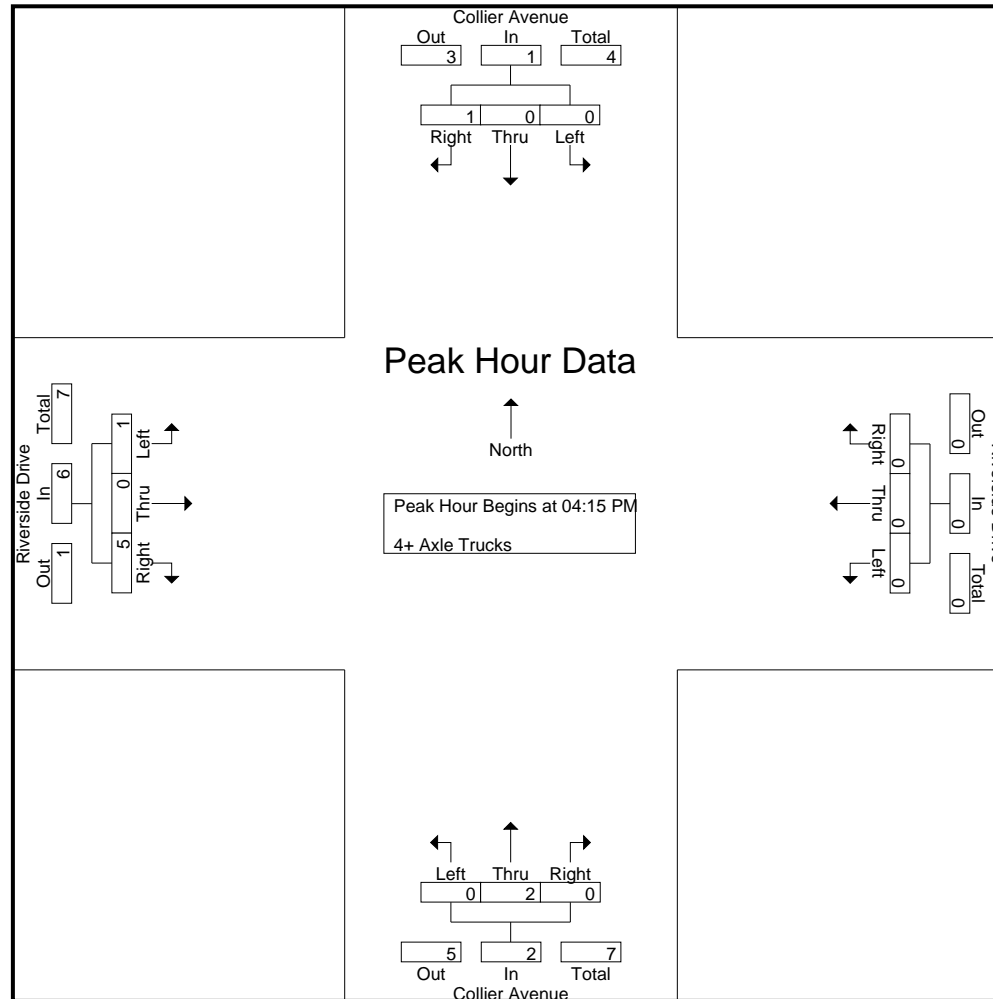 Collier Avenue
Out In Total
3 1 4
1 0 0
Right Thru Left
Peak Hour Data
North
Peak Hour Begins at 04:15 PM
4+ Axle Trucks
Riverside Drive
Out In Total
1 6 7
Left Thru Right
1 0 5
Right Thru Left
0 0 0
Out In Total
0 0 0
Left Thru Right
0 2 0
5 2 7
Out In Total
Collier Avenue